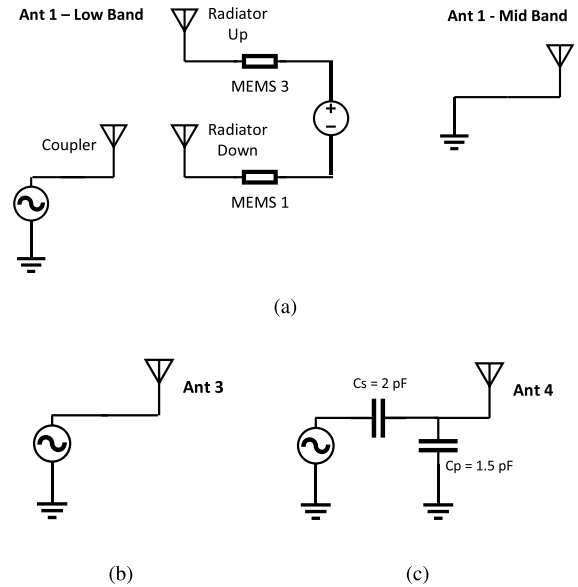 Ant 1 – Low Band
Radiator
Up
Ant 1 - Mid Band
MEMS 3
+
−
Coupler
Radiator
Down
MEMS 1
(a)
Ant 3
Cs = 2 pF
Ant 4
Cp = 1.5 pF
(b)
(c)